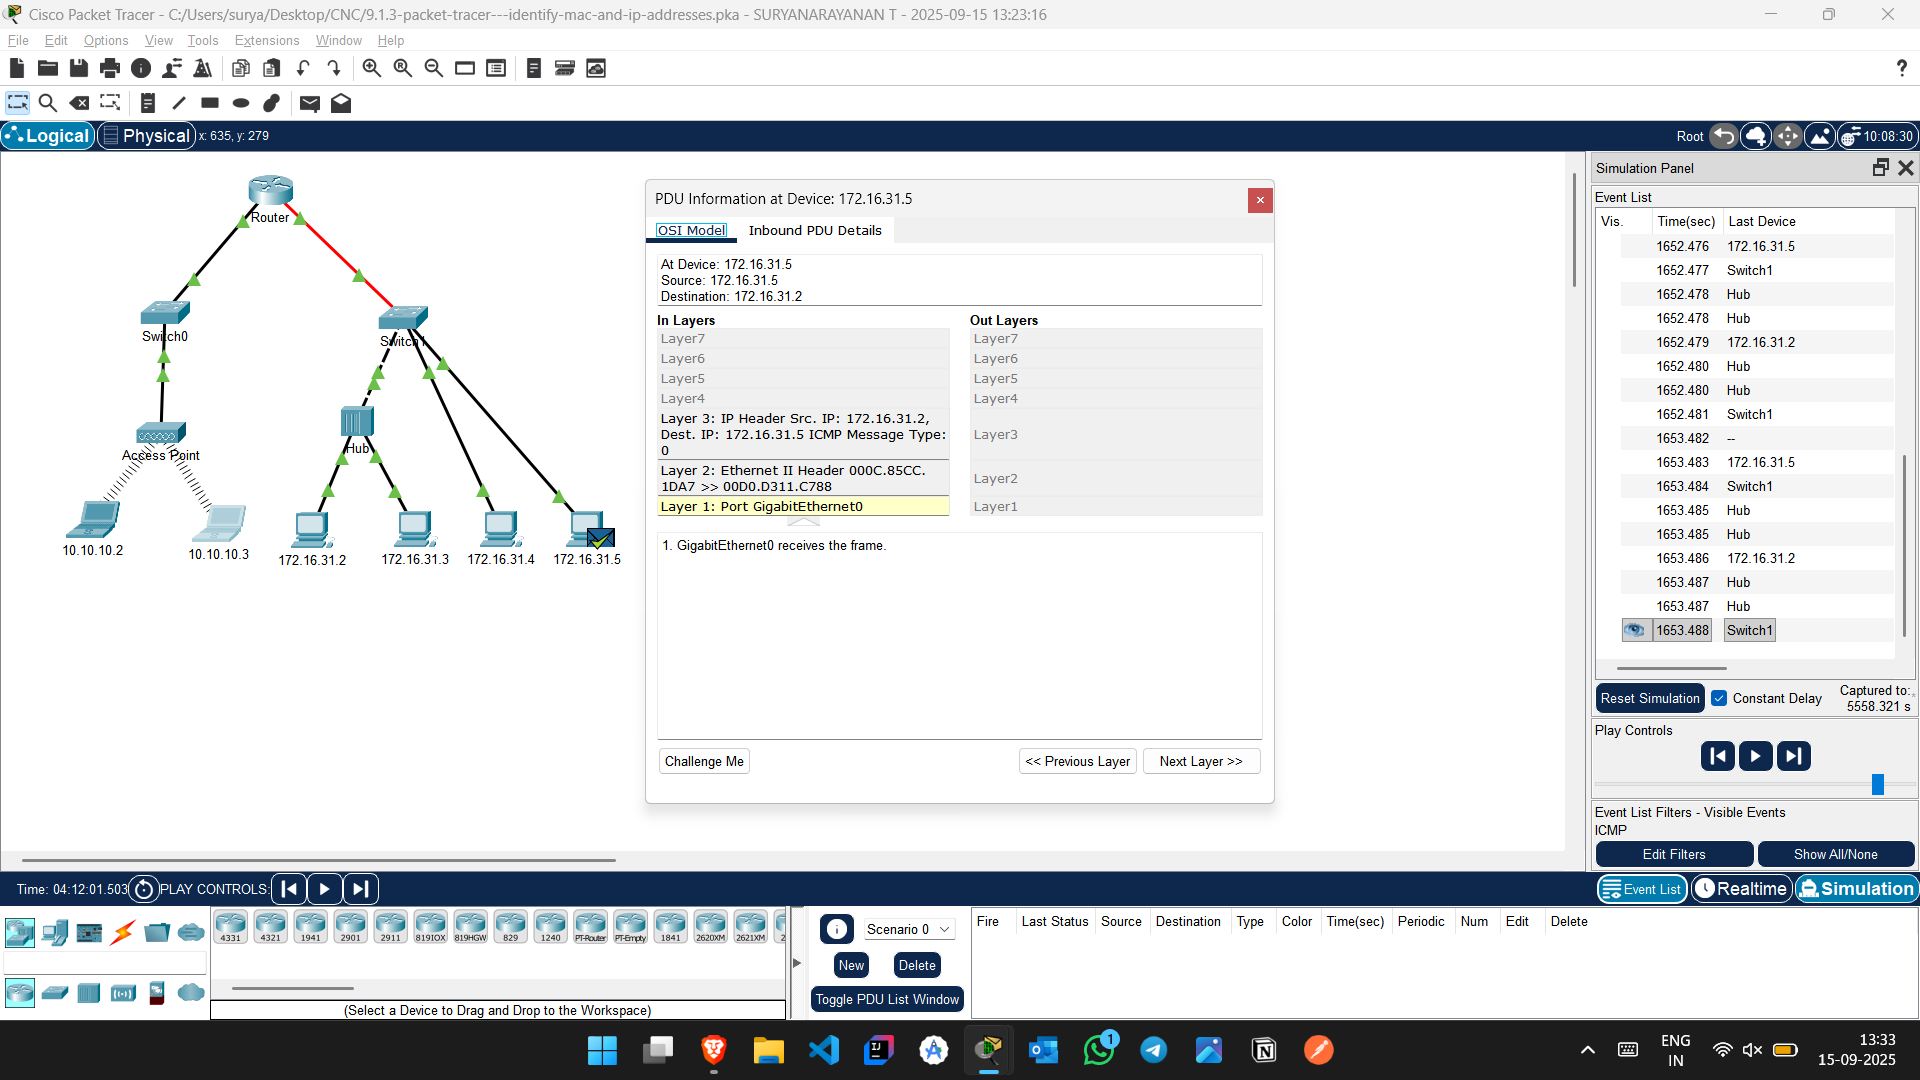 Cisco Packet Tracer - C:/Users/surya/Desktop/CNC/9.1.3-packet-tracer---identify-mac-and-ip-addresses.pka - SURYANARAYANAN T - 2025-09-15 13:23:16
File Edit Options View Tools Extensions Window Help
?
Logical Physical x: 635, y: 279
Root 10:08:30
Router
Switch0
Switch1
Access Point
Hub
10.10.10.2
10.10.10.3
172.16.31.2
172.16.31.3
172.16.31.4
172.16.31.5
PDU Information at Device: 172.16.31.5
OSI Model Inbound PDU Details
At Device: 172.16.31.5
Source: 172.16.31.5
Destination: 172.16.31.2
In Layers
Layer7
Layer6
Layer5
Layer4
Layer 3: IP Header Src. IP: 172.16.31.2,
Dest. IP: 172.16.31.5 ICMP Message Type:
0
Layer 2: Ethernet II Header 000C.85CC.
1DA7 >> 00D0.D311.C788
Layer 1: Port GigabitEthernet0
Out Layers
Layer7
Layer6
Layer5
Layer4
Layer3
Layer2
Layer1
1. GigabitEthernet0 receives the frame.
Challenge Me << Previous Layer Next Layer >>
Simulation Panel
Event List
Vis. Time(sec) Last Device
1652.476 172.16.31.5
1652.477 Switch1
1652.478 Hub
1652.478 Hub
1652.479 172.16.31.2
1652.480 Hub
1652.480 Hub
1652.481 Switch1
1653.482 --
1653.483 172.16.31.5
1653.484 Switch1
1653.485 Hub
1653.485 Hub
1653.486 172.16.31.2
1653.487 Hub
1653.487 Hub
1653.488 Switch1
Reset Simulation Constant Delay Captured to:
5558.321 s
Play Controls
Event List Filters - Visible Events
ICMP
Edit Filters Show All/None
Time: 04:12:01.503 PLAY CONTROLS:
Event List Realtime Simulation
4331 4321 1941 2901 2911 819IOX 819HGW 829 1240 PT-Router PT-Empty 1841 2620XM 2621XM 2
(Select a Device to Drag and Drop to the Workspace)
Scenario 0
New Delete
Toggle PDU List Window
Fire Last Status Source Destination Type Color Time(sec) Periodic Num Edit Delete
1
ENG
IN
13:33
15-09-2025